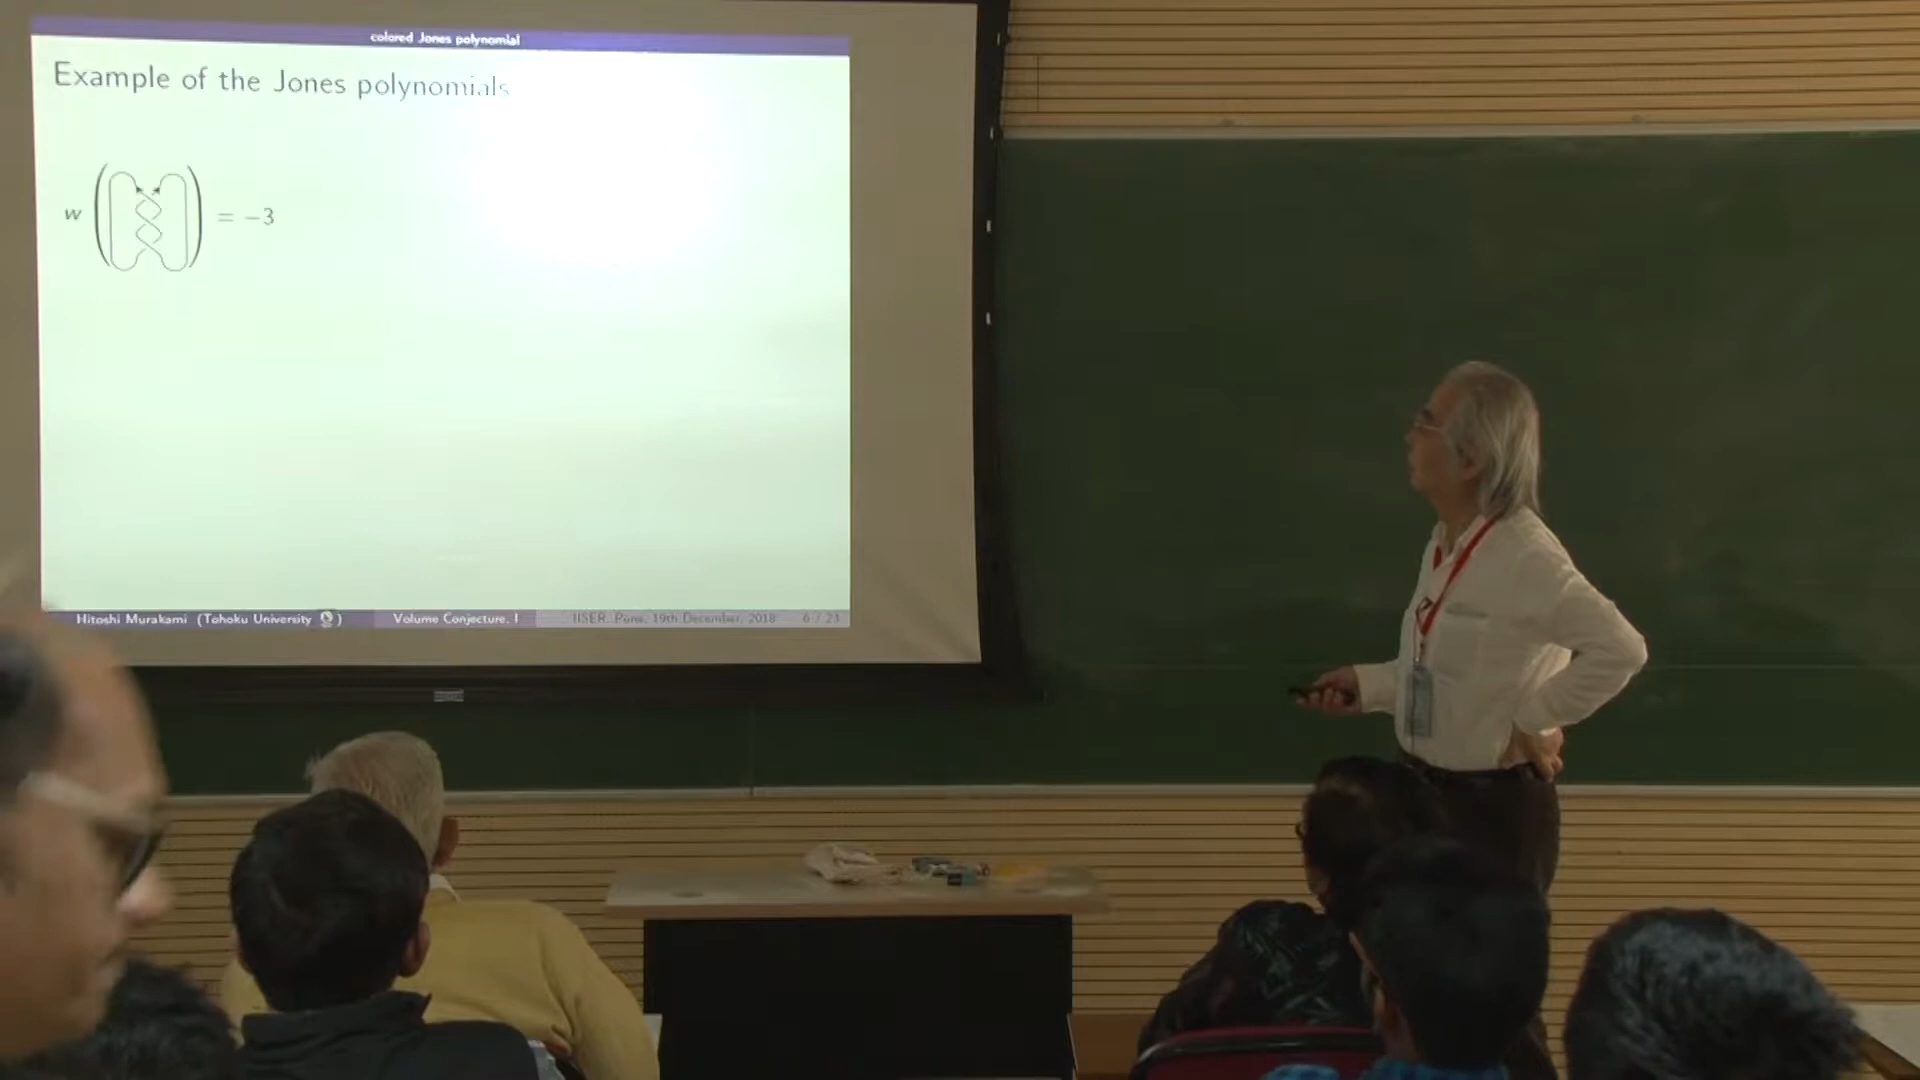 colored Jones polynomial
Example of the Jones polynomials
w ( ) = −3
Hitoshi Murakami (Tohoku University ) Volume Conjecture, I IISER, Pune, 19th December, 2018 6 / 23